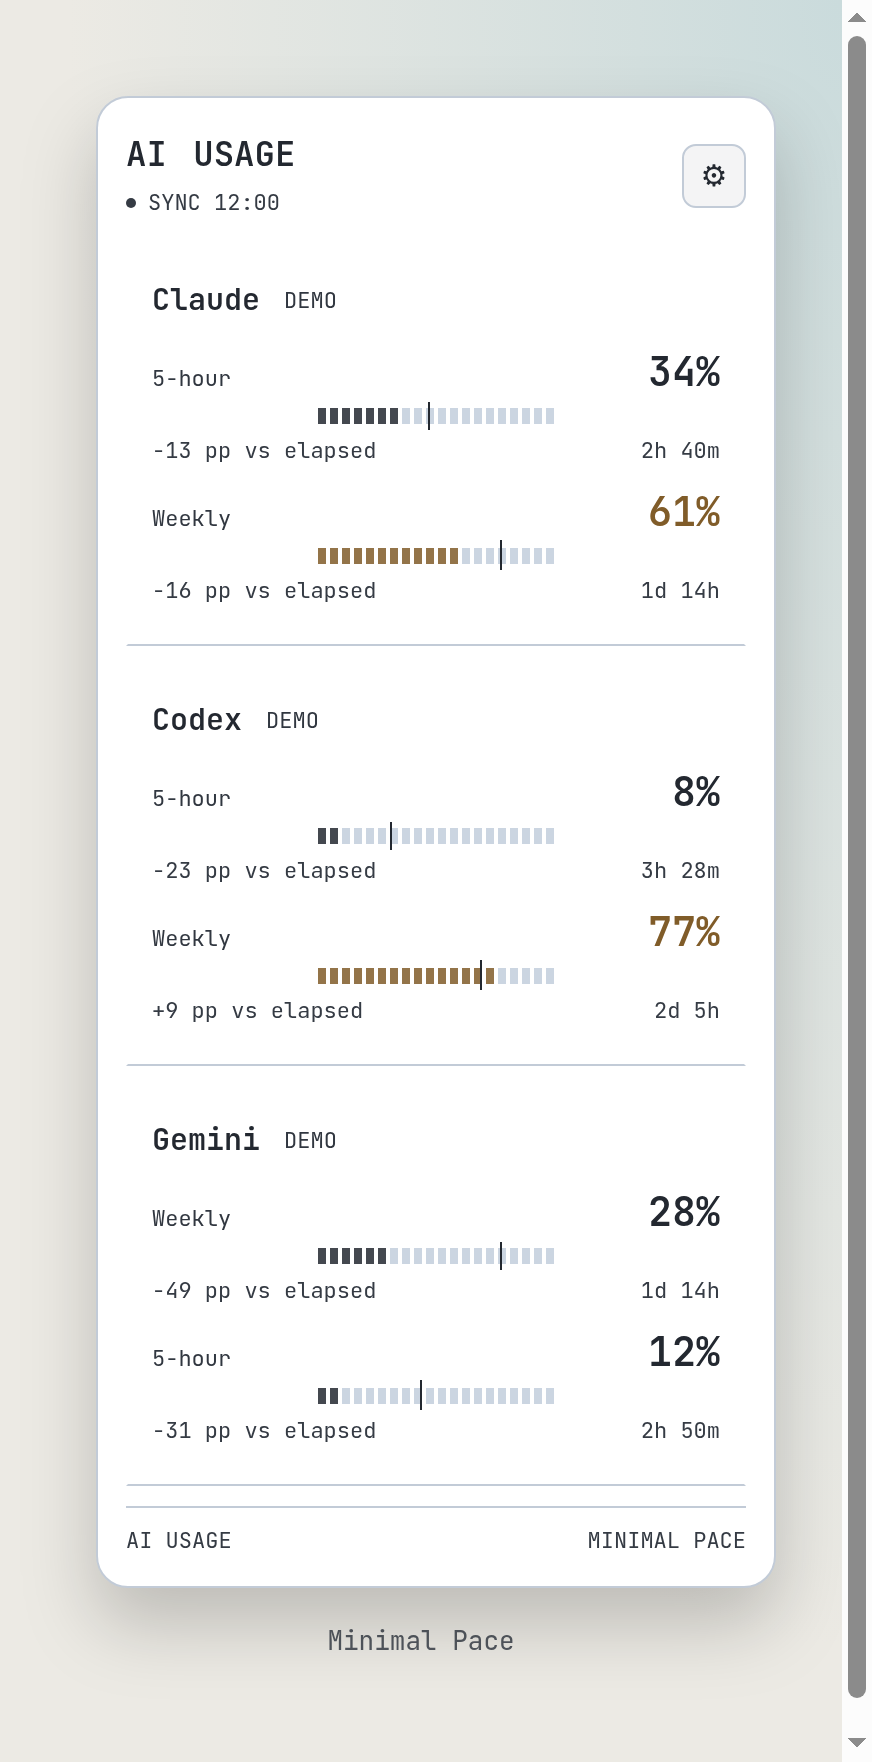 AI USAGE
SYNC 12:00
Claude DEMO
5-hour 34%
-13 pp vs elapsed 2h 40m
Weekly 61%
-16 pp vs elapsed 1d 14h
Codex DEMO
5-hour 8%
-23 pp vs elapsed 3h 28m
Weekly 77%
+9 pp vs elapsed 2d 5h
Gemini DEMO
Weekly 28%
-49 pp vs elapsed 1d 14h
5-hour 12%
-31 pp vs elapsed 2h 50m
AI USAGE MINIMAL PACE
Minimal Pace